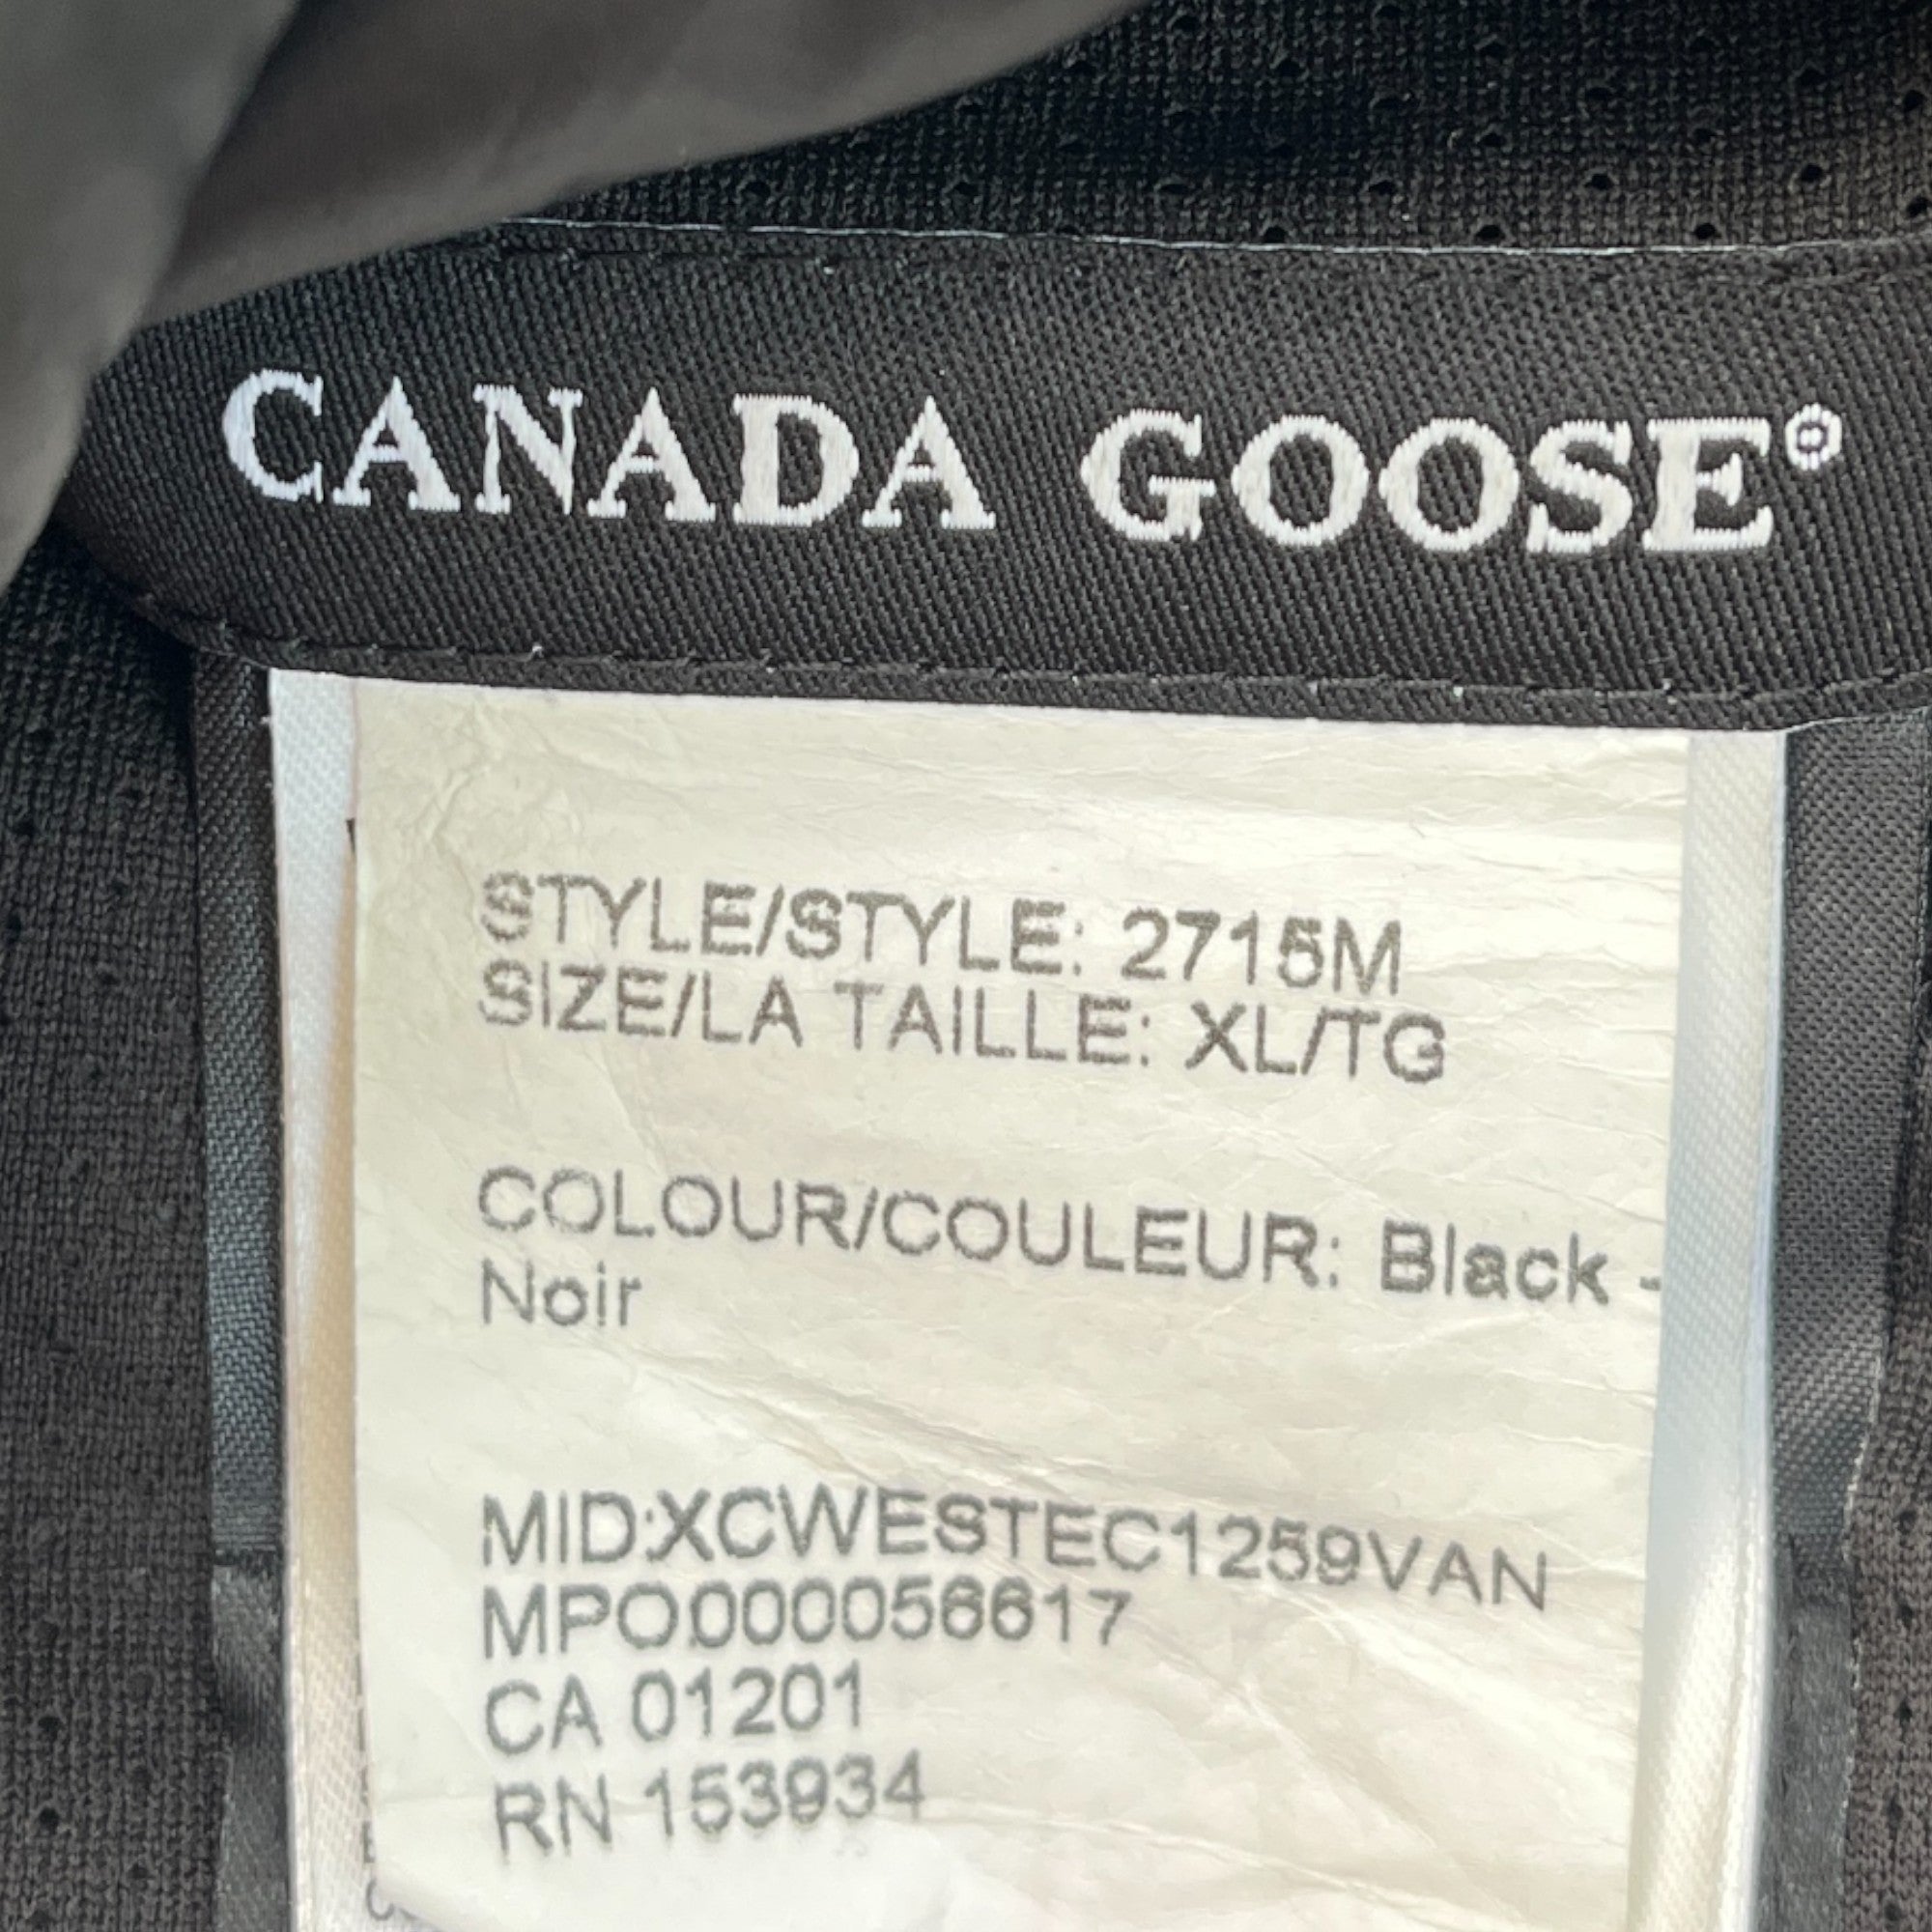 CANADA GOOSE®
STYLE/STYLE: 2715M
SIZE/LA TAILLE: XL/TG
COLOUR/COULEUR: Black -
Noir
MID:XCWESTEC1259VAN
MPO000056617
CA 01201
RN 153934